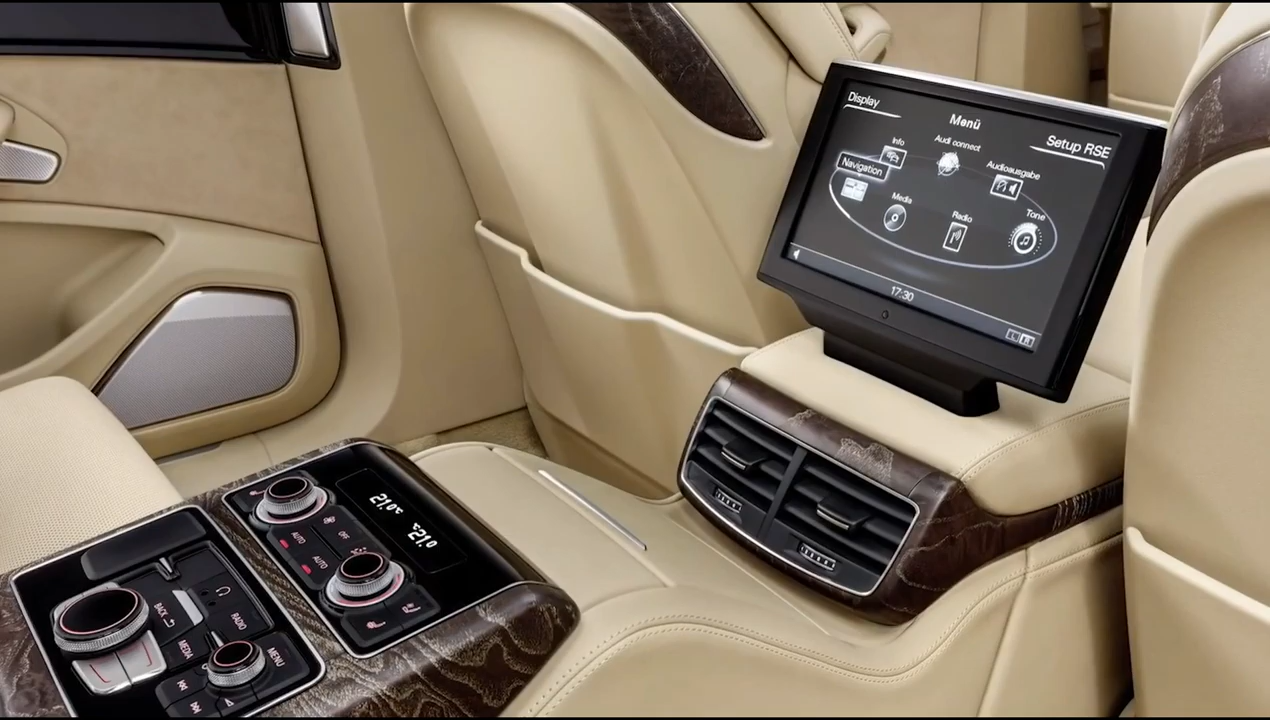 Display
Menü
Setup RSE
Info
Audi connect
Audioausgabe
Navigation
Media
Radio
Tone
17:30
L R
21.0°c
21.0
AUTO
OFF
AUTO
BACK
RADIO
MEDIA
MENU